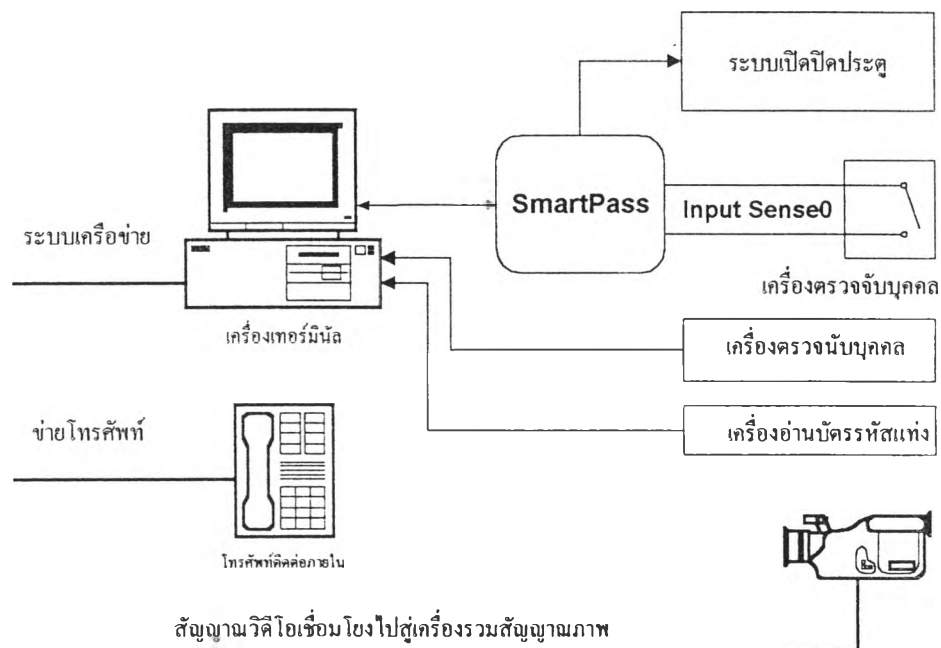 ระบบเปิดปิดประตู
SmartPass
Input Sense0
ระบบเครือข่าย
เครื่องตรวจจับบุคคล
เครื่องเทอร์มินัล
เครื่องตรวจนับบุคคล
ข่ายโทรศัพท์
เครื่องอ่านบัตรรหัสแท่ง
โทรศัพท์ติดต่อภายใน
สัญญาณวิดีโอเชื่อมโยงไปสู่เครื่องรวมสัญญาณภาพ